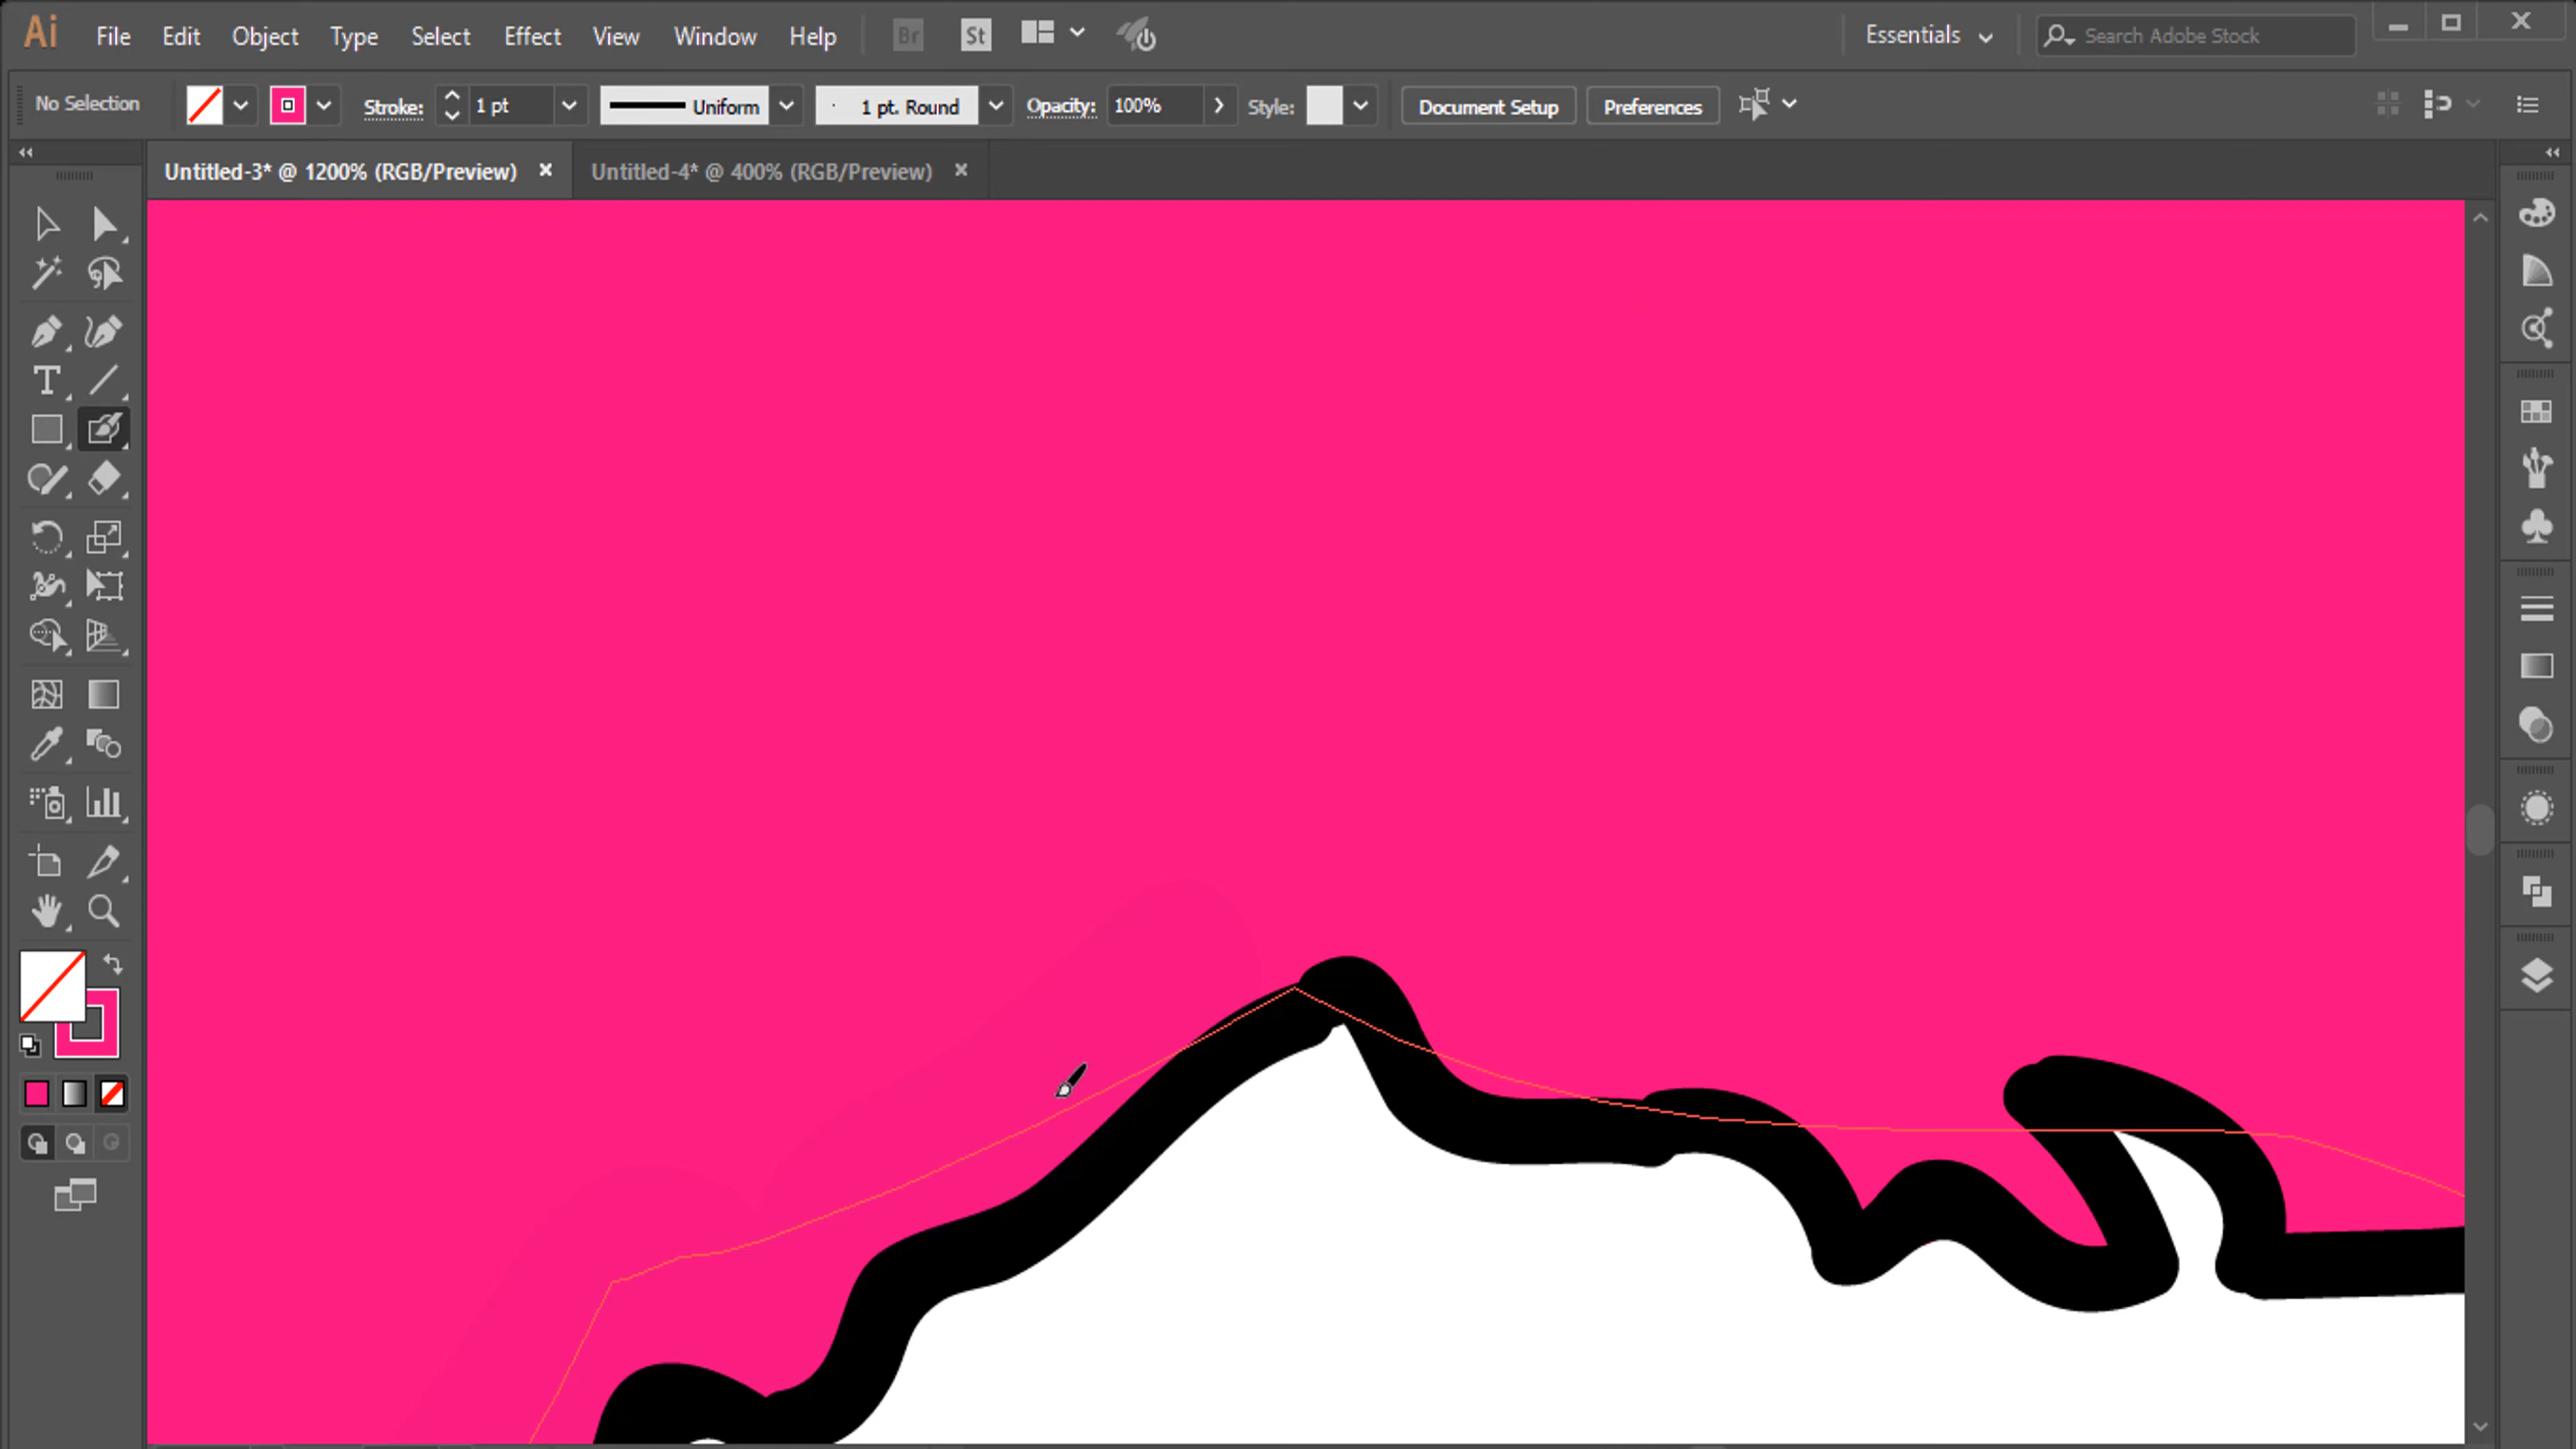 Ai File Edit Object Type Select Effect View Window Help Br St Essentials Search Adobe Stock
No Selection Stroke: 1 pt Uniform 1 pt. Round Opacity: 100% Style: Document Setup Preferences
Untitled-3* @ 1200% (RGB/Preview) Untitled-4* @ 400% (RGB/Preview)